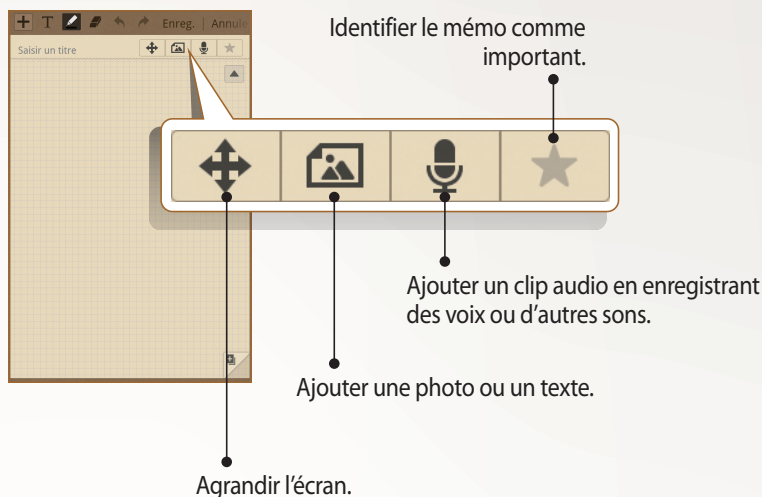 Identifier le mémo comme
important.
T Enreg. | Annule
Saisir un titre
Ajouter un clip audio en enregistrant
des voix ou d'autres sons.
Ajouter une photo ou un texte.
Agrandir l'écran.